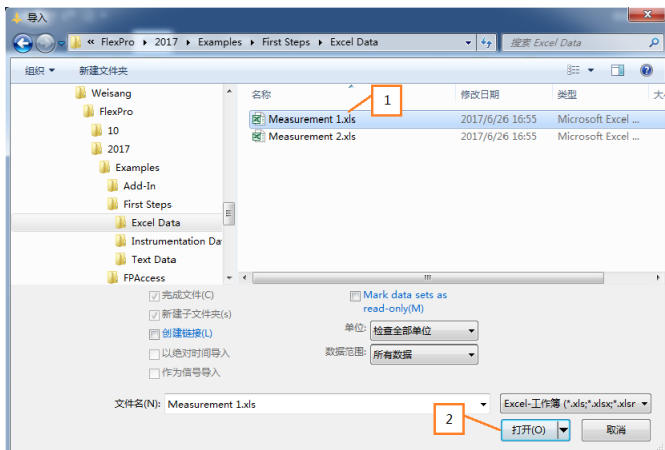 导入
« FlexPro ▸ 2017 ▸ Examples ▸ First Steps ▸ Excel Data 搜索 Excel Data
组织 新建文件夹
Weisang
FlexPro
10
2017
Examples
Add-In
First Steps
Excel Data
Instrumentation Da
Text Data
FPAccess
名称 修改日期 类型 大
1
Measurement 1.xls 2017/6/26 16:55 Microsoft Excel ...
Measurement 2.xls 2017/6/26 16:55 Microsoft Excel ...
完成文件(C)
新建子文件夹(s)
创建链接(L)
以绝对时间导入
作为信号导入
Mark data sets as
read-only(M)
单位: 检查全部单位
数据范围: 所有数据
文件名(N): Measurement 1.xls Excel-工作簿 (*.xls;*.xlsx;*.xlsr
2
打开(O) 取消